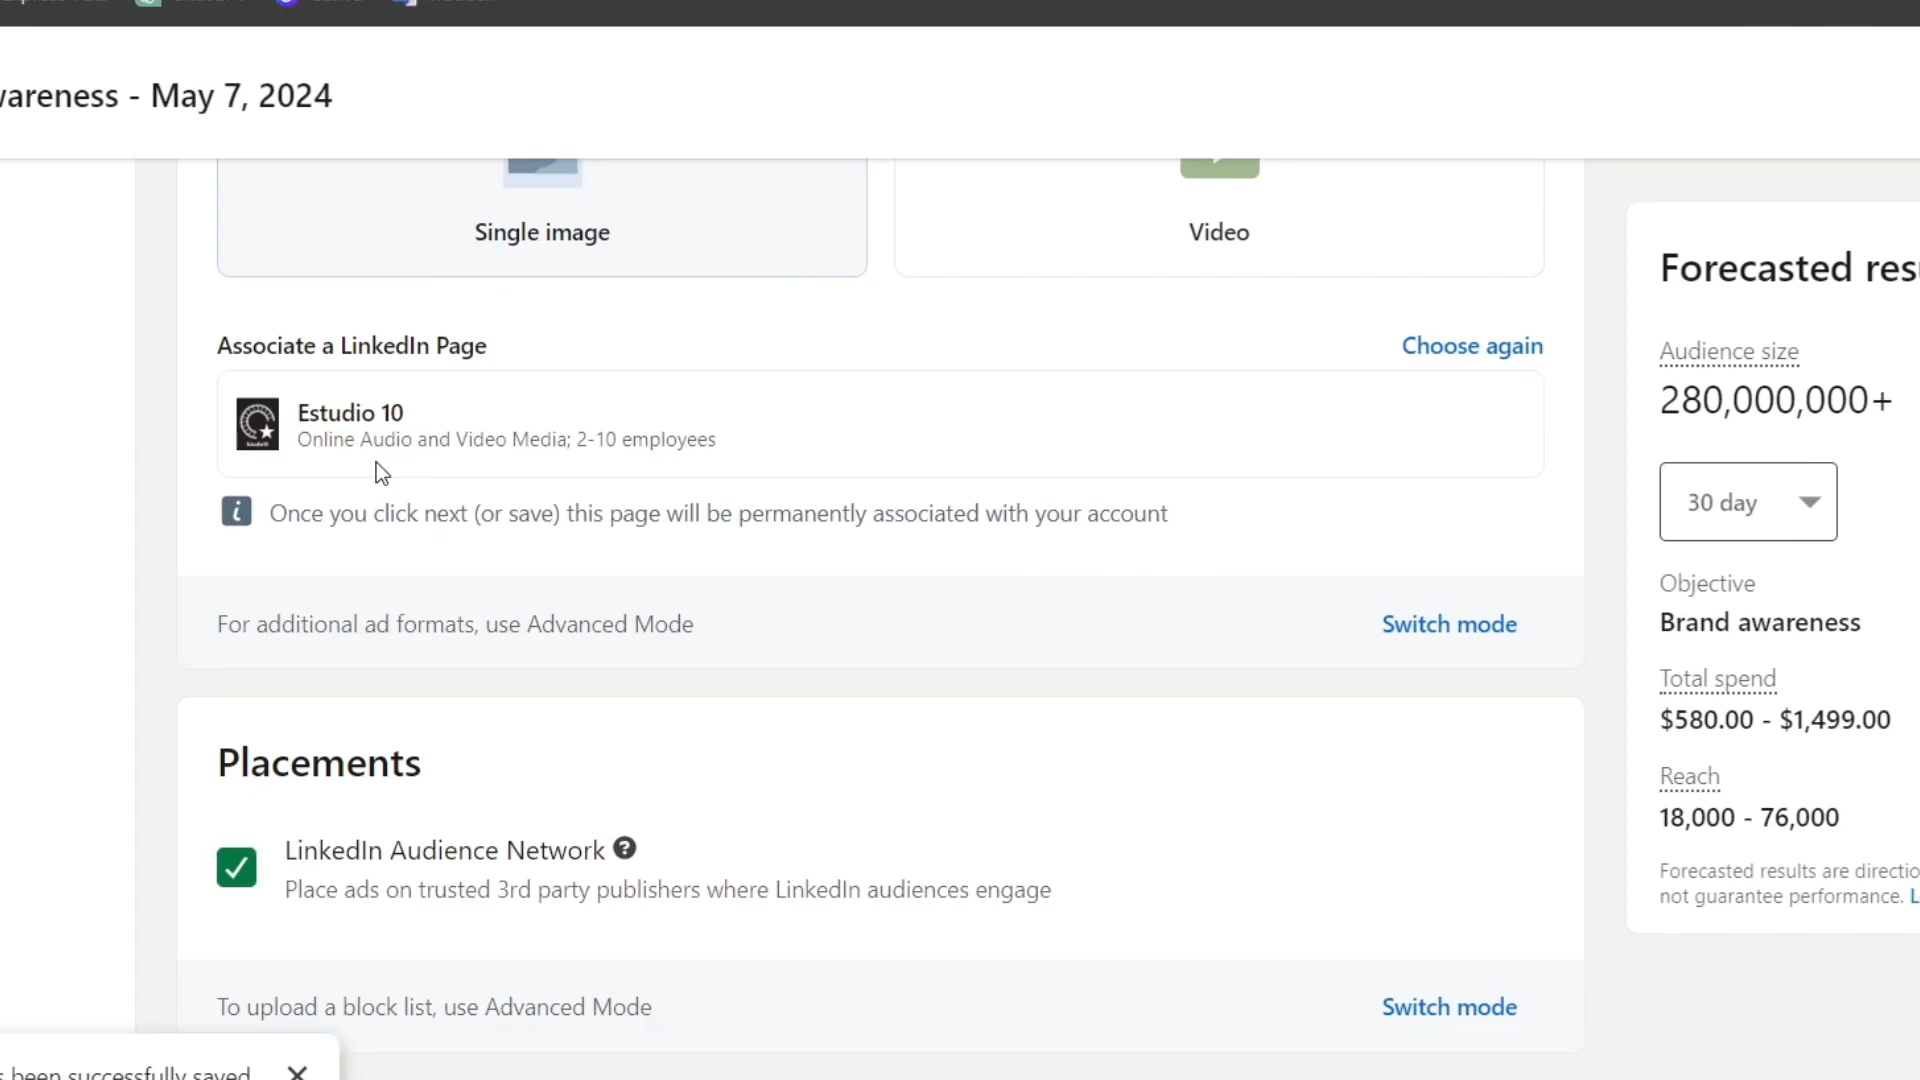 wareness - May 7, 2024
Single image
Video
Forecasted res
Associate a LinkedIn Page
Choose again
Audience size
280,000,000+
Estudio 10
Online Audio and Video Media; 2-10 employees
30 day
Once you click next (or save) this page will be permanently associated with your account
Objective
Brand awareness
For additional ad formats, use Advanced Mode
Switch mode
Total spend
$580.00 - $1,499.00
Placements
Reach
18,000 - 76,000
LinkedIn Audience Network
Place ads on trusted 3rd party publishers where LinkedIn audiences engage
Forecasted results are directio
not guarantee performance. L
To upload a block list, use Advanced Mode
Switch mode
s been successfully saved